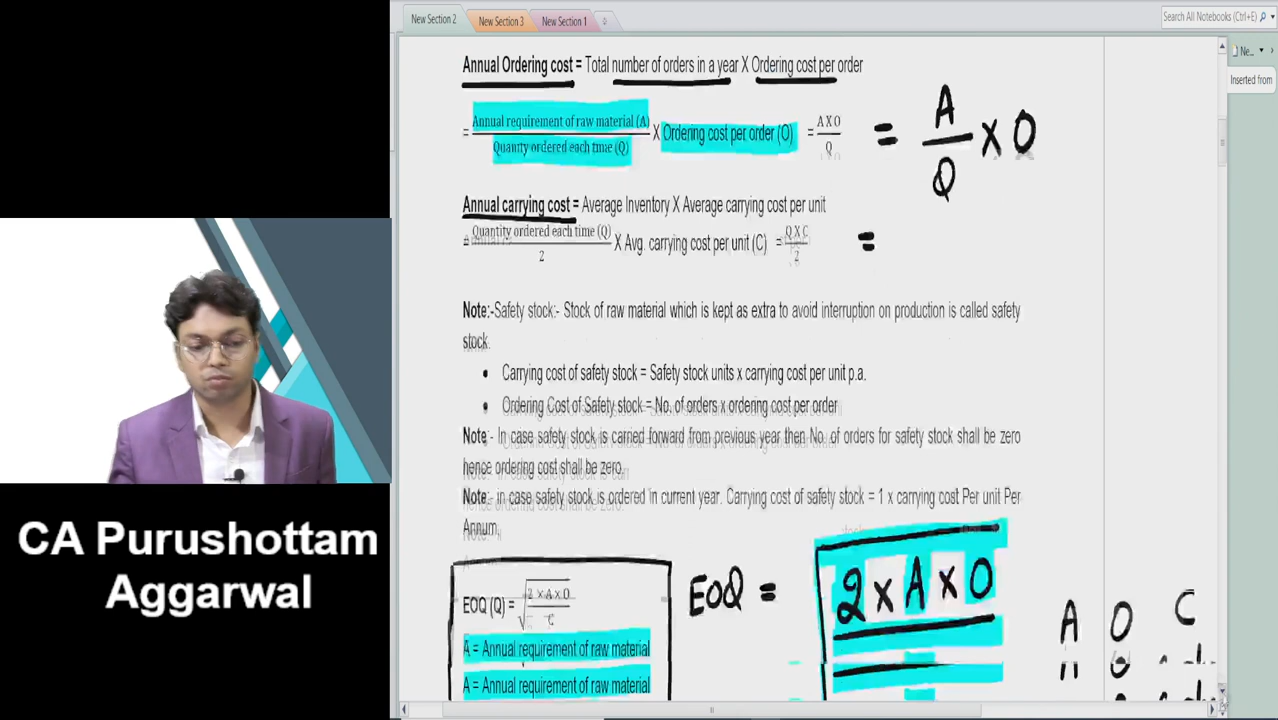 New Section 2 New Section 3 New Section 1
Search All Notebooks (Ctrl+E)
Ne...
Inserted from
Annual Ordering cost = Total number of orders in a year X Ordering cost per order
= Annual requirement of raw material (A) / Quantity ordered each time (Q) X Ordering cost per order (O) = A X O / Q = A / Q X O
Annual carrying cost = Average Inventory X Average carrying cost per unit
= Quantity ordered each time (Q) / 2 X Avg. carrying cost per unit (C) = Q X C / 2 =
Note:-Safety stock:- Stock of raw material which is kept as extra to avoid interruption on production is called safety
stock.
• Carrying cost of safety stock = Safety stock units x carrying cost per unit p.a.
• Ordering Cost of Safety stock = No. of orders x ordering cost per order
Note:- In case safety stock is carried forward from previous year then No. of orders for safety stock shall be zero
hence ordering cost shall be zero.
Note:- in case safety stock is ordered in current year. Carrying cost of safety stock = 1 x carrying cost Per unit Per
Annum.
EOQ (Q) = √ 2 × A × O / C
EOQ = 2 × A × O
A O C
A = Annual requirement of raw material
A = Annual requirement of raw material
CA Purushottam
Aggarwal